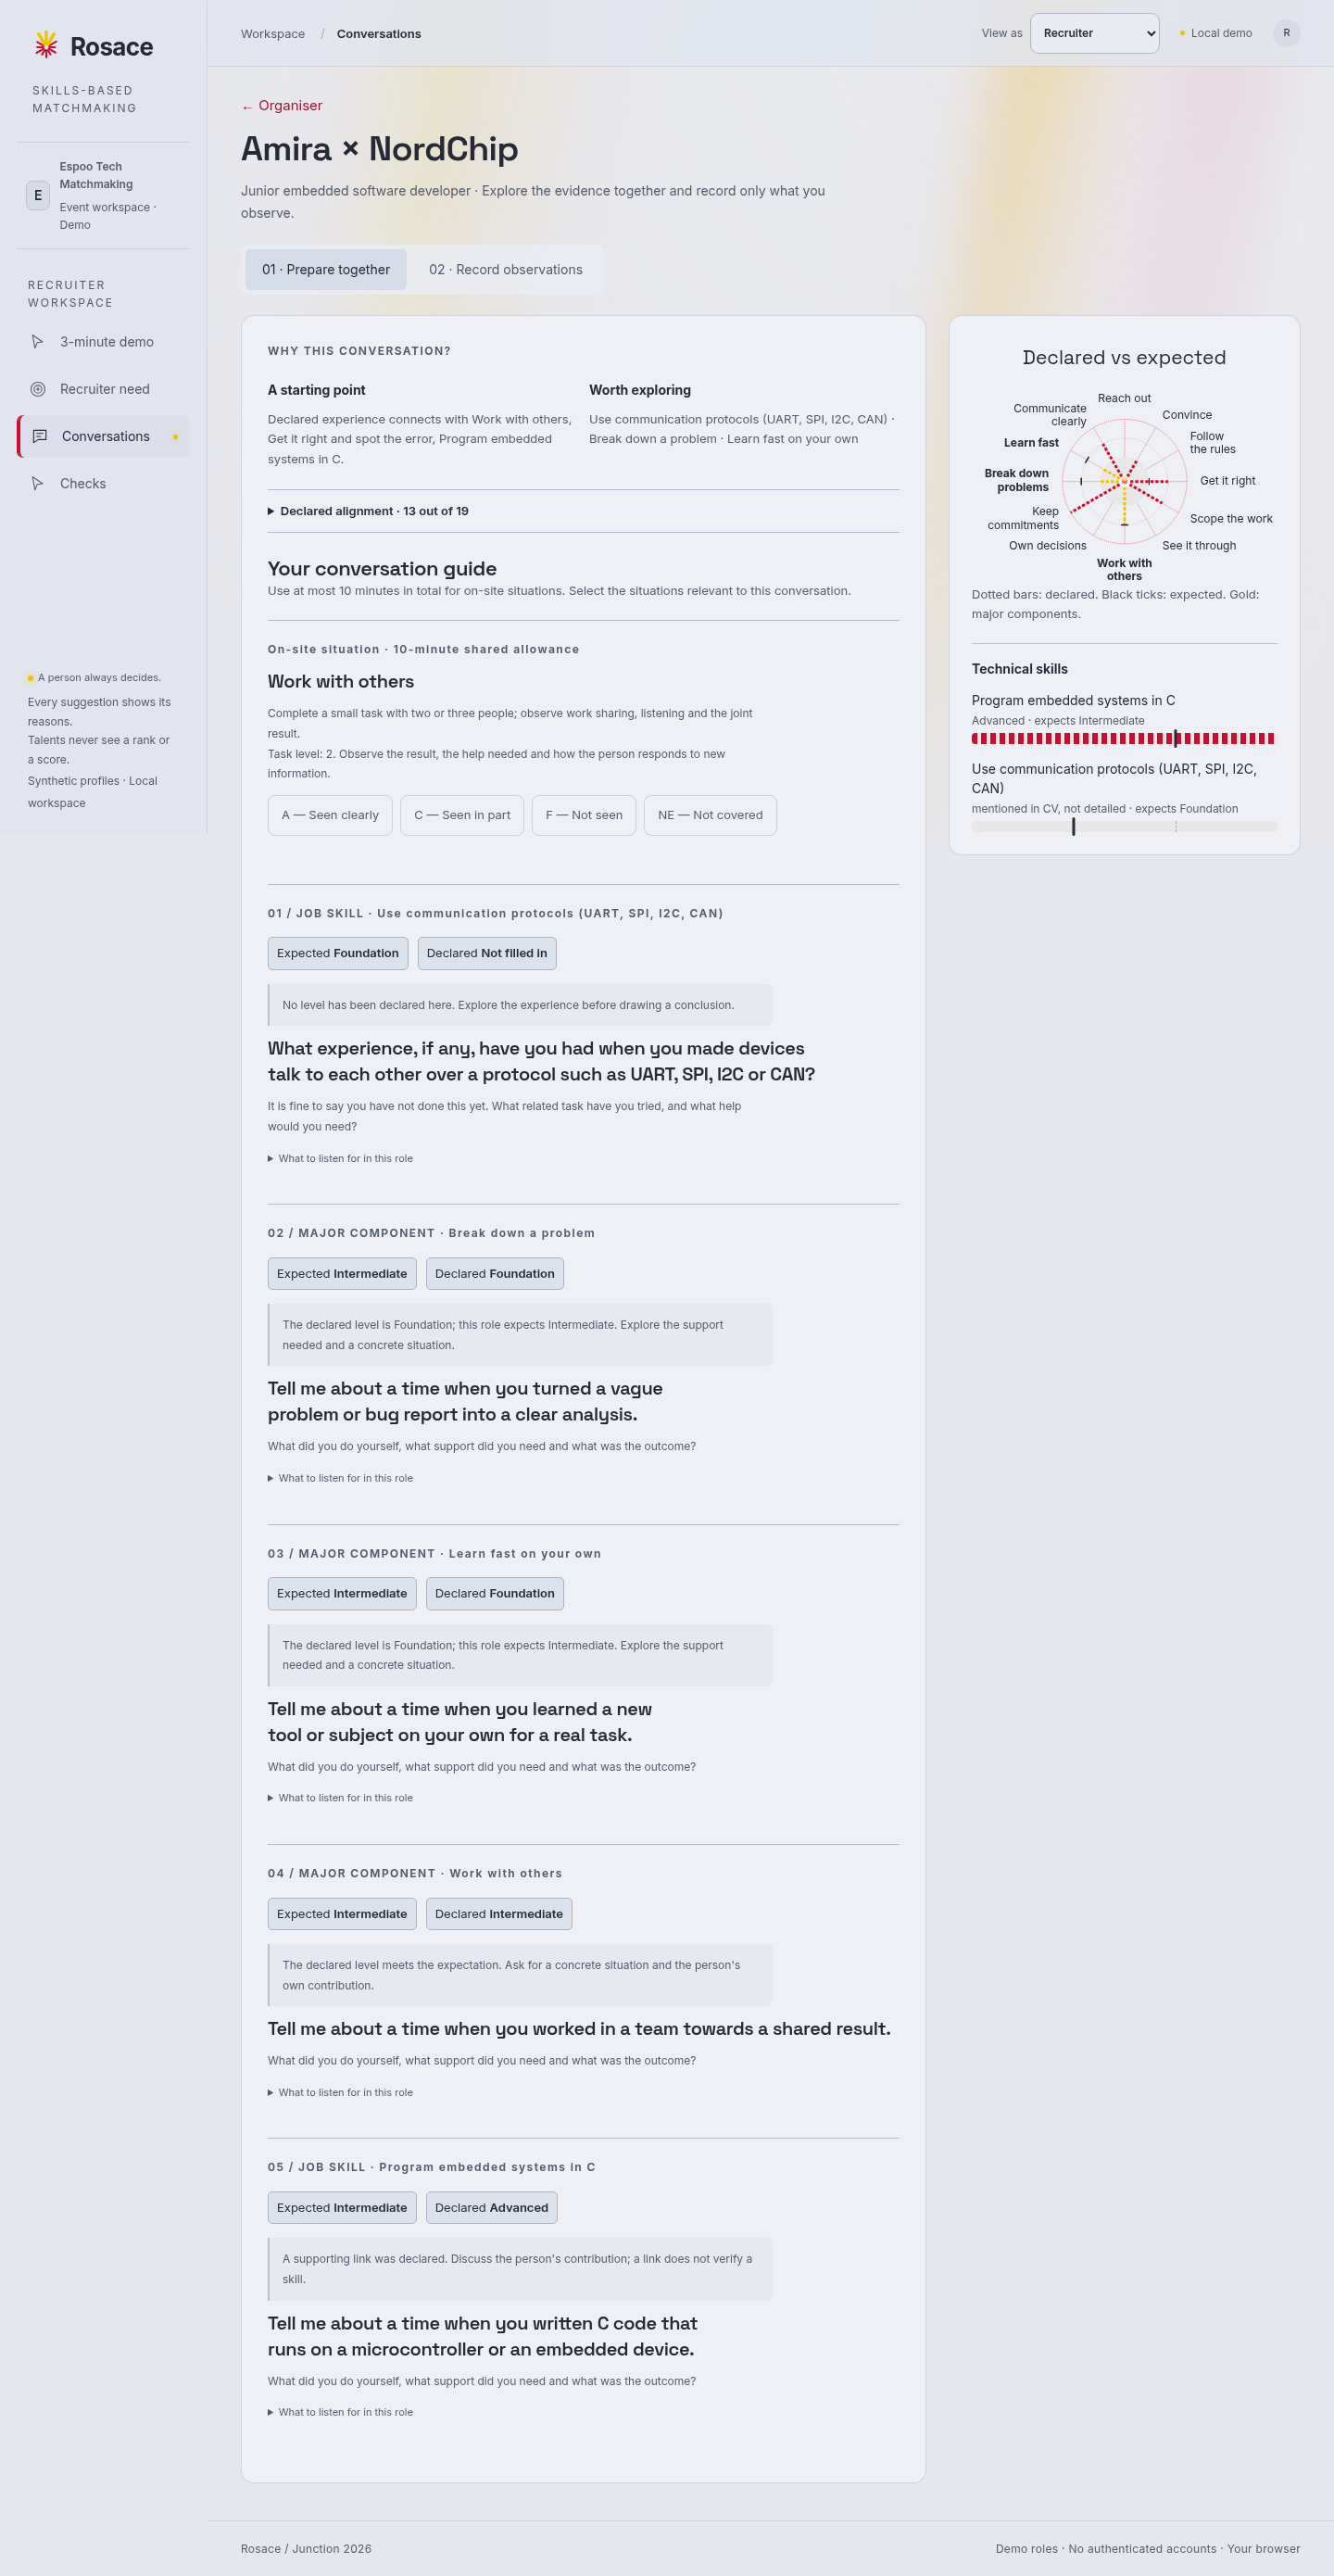 Rosace
SKILLS-BASED
MATCHMAKING
E
Espoo Tech
Matchmaking
Event workspace ·
Demo
RECRUITER
WORKSPACE
3-minute demo
Recruiter need
Conversations
Checks
A person always decides.
Every suggestion shows its
reasons.
Talents never see a rank or
a score.
Synthetic profiles · Local
workspace
Workspace / Conversations
View as Recruiter
Local demo
R
← Organiser
Amira × NordChip
Junior embedded software developer · Explore the evidence together and record only what you
observe.
01 · Prepare together
02 · Record observations
WHY THIS CONVERSATION?
A starting point
Declared experience connects with Work with others,
Get it right and spot the error, Program embedded
systems in C.
Worth exploring
Use communication protocols (UART, SPI, I2C, CAN) ·
Break down a problem · Learn fast on your own
Declared alignment · 13 out of 19
Your conversation guide
Use at most 10 minutes in total for on-site situations. Select the situations relevant to this conversation.
On-site situation · 10-minute shared allowance
Work with others
Complete a small task with two or three people; observe work sharing, listening and the joint
result.
Task level: 2. Observe the result, the help needed and how the person responds to new
information.
A — Seen clearly
C — Seen in part
F — Not seen
NE — Not covered
01 / JOB SKILL · Use communication protocols (UART, SPI, I2C, CAN)
Expected Foundation
Declared Not filled in
No level has been declared here. Explore the experience before drawing a conclusion.
What experience, if any, have you had when you made devices
talk to each other over a protocol such as UART, SPI, I2C or CAN?
It is fine to say you have not done this yet. What related task have you tried, and what help
would you need?
What to listen for in this role
02 / MAJOR COMPONENT · Break down a problem
Expected Intermediate
Declared Foundation
The declared level is Foundation; this role expects Intermediate. Explore the support
needed and a concrete situation.
Tell me about a time when you turned a vague
problem or bug report into a clear analysis.
What did you do yourself, what support did you need and what was the outcome?
What to listen for in this role
03 / MAJOR COMPONENT · Learn fast on your own
Expected Intermediate
Declared Foundation
The declared level is Foundation; this role expects Intermediate. Explore the support
needed and a concrete situation.
Tell me about a time when you learned a new
tool or subject on your own for a real task.
What did you do yourself, what support did you need and what was the outcome?
What to listen for in this role
04 / MAJOR COMPONENT · Work with others
Expected Intermediate
Declared Intermediate
The declared level meets the expectation. Ask for a concrete situation and the person's
own contribution.
Tell me about a time when you worked in a team towards a shared result.
What did you do yourself, what support did you need and what was the outcome?
What to listen for in this role
05 / JOB SKILL · Program embedded systems in C
Expected Intermediate
Declared Advanced
A supporting link was declared. Discuss the person's contribution; a link does not verify a
skill.
Tell me about a time when you written C code that
runs on a microcontroller or an embedded device.
What did you do yourself, what support did you need and what was the outcome?
What to listen for in this role
Declared vs expected
Reach out
Convince
Follow
the rules
Get it right
Scope the work
See it through
Work with
others
Own decisions
Keep
commitments
Break down
problems
Learn fast
Communicate
clearly
Dotted bars: declared. Black ticks: expected. Gold:
major components.
Technical skills
Program embedded systems in C
Advanced · expects Intermediate
Use communication protocols (UART, SPI, I2C,
CAN)
mentioned in CV, not detailed · expects Foundation
Rosace / Junction 2026
Demo roles · No authenticated accounts · Your browser